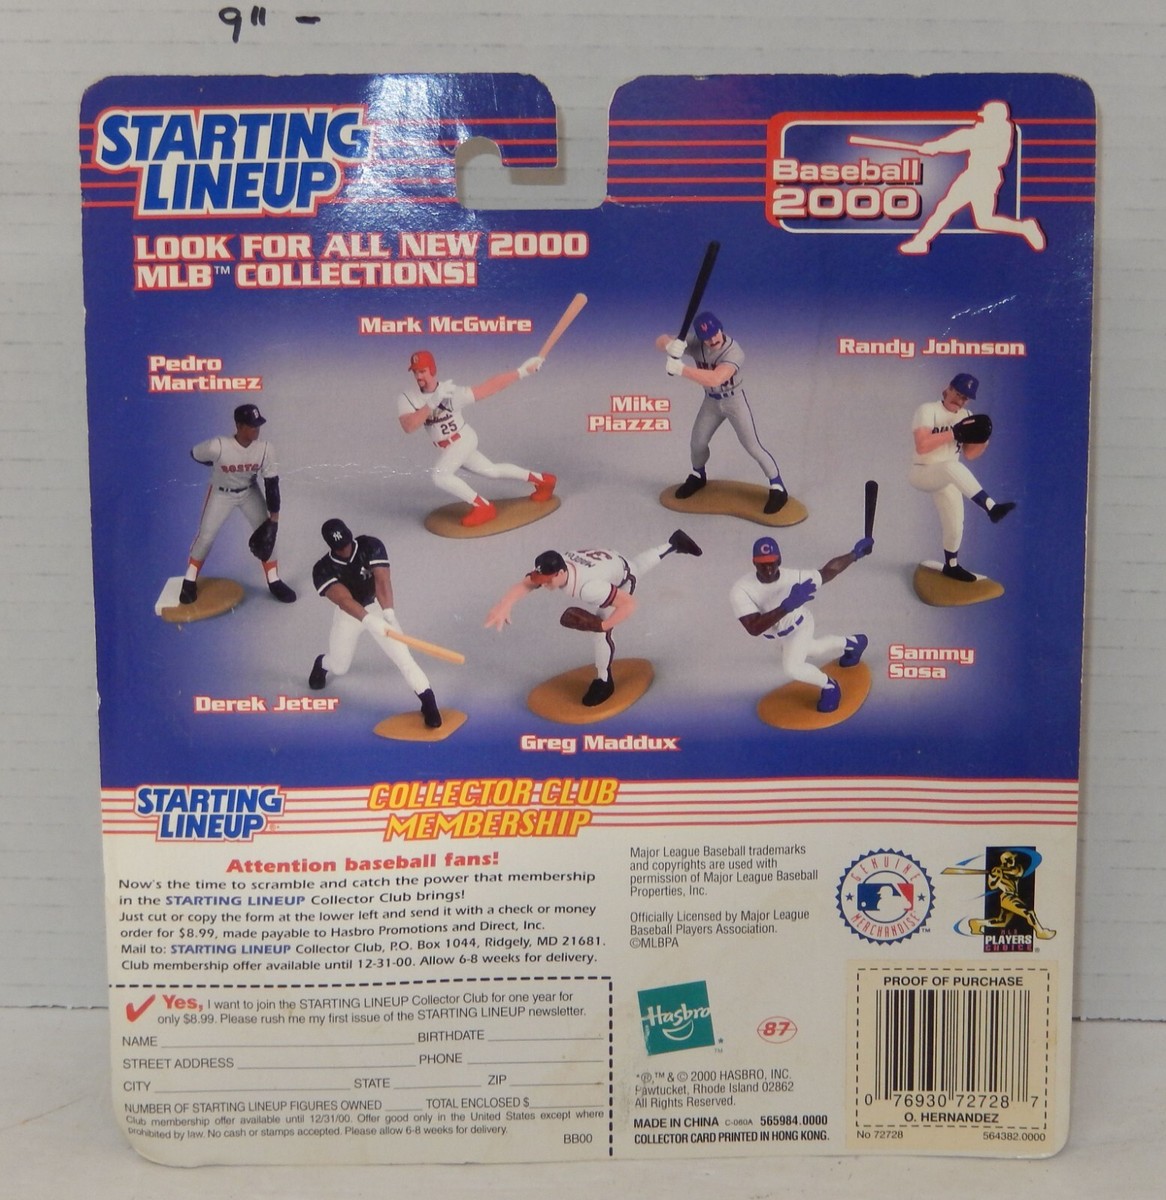 9" -
STARTING
LINEUP
Baseball
2000
LOOK FOR ALL NEW 2000
MLB™ COLLECTIONS!
Mark McGwire
Pedro
Martinez
Mike
Piazza
Randy Johnson
BOSTO
25
31
Derek Jeter
Greg Maddux
Sammy
Sosa
STARTING
LINEUP®
COLLECTOR CLUB
MEMBERSHIP
Attention baseball fans!
Now's the time to scramble and catch the power that membership
in the STARTING LINEUP Collector Club brings!
Just cut or copy the form at the lower left and send it with a check or money
order for $8.99, made payable to Hasbro Promotions and Direct, Inc.
Mail to: STARTING LINEUP Collector Club, P.O. Box 1044, Ridgely, MD 21681.
Club membership offer available until 12-31-00. Allow 6-8 weeks for delivery.
✓ Yes, I want to join the STARTING LINEUP Collector Club for one year for
only $8.99. Please rush me my first issue of the STARTING LINEUP newsletter.
NAME BIRTHDATE
STREET ADDRESS PHONE
CITY STATE ZIP
NUMBER OF STARTING LINEUP FIGURES OWNED TOTAL ENCLOSED $
Club membership offer available until 12/31/00. Offer good only in the United States except where
prohibited by law. No cash or stamps accepted. Please allow 6-8 weeks for delivery.
BB00
Major League Baseball trademarks
and copyrights are used with
permission of Major League Baseball
Properties, Inc.
Officially Licensed by Major League
Baseball Players Association.
©MLBPA
GENUINE
MERCHANDISE ™
PLAYERS
CHOICE ®
Hasbro
™
87
*®,™ & © 2000 HASBRO, INC.
Pawtucket, Rhode Island 02862
All Rights Reserved.
MADE IN CHINA C-060A 565984.0000
COLLECTOR CARD PRINTED IN HONG KONG.
PROOF OF PURCHASE
0 76930 72728 7
O. HERNANDEZ
No 72728 564382.0000